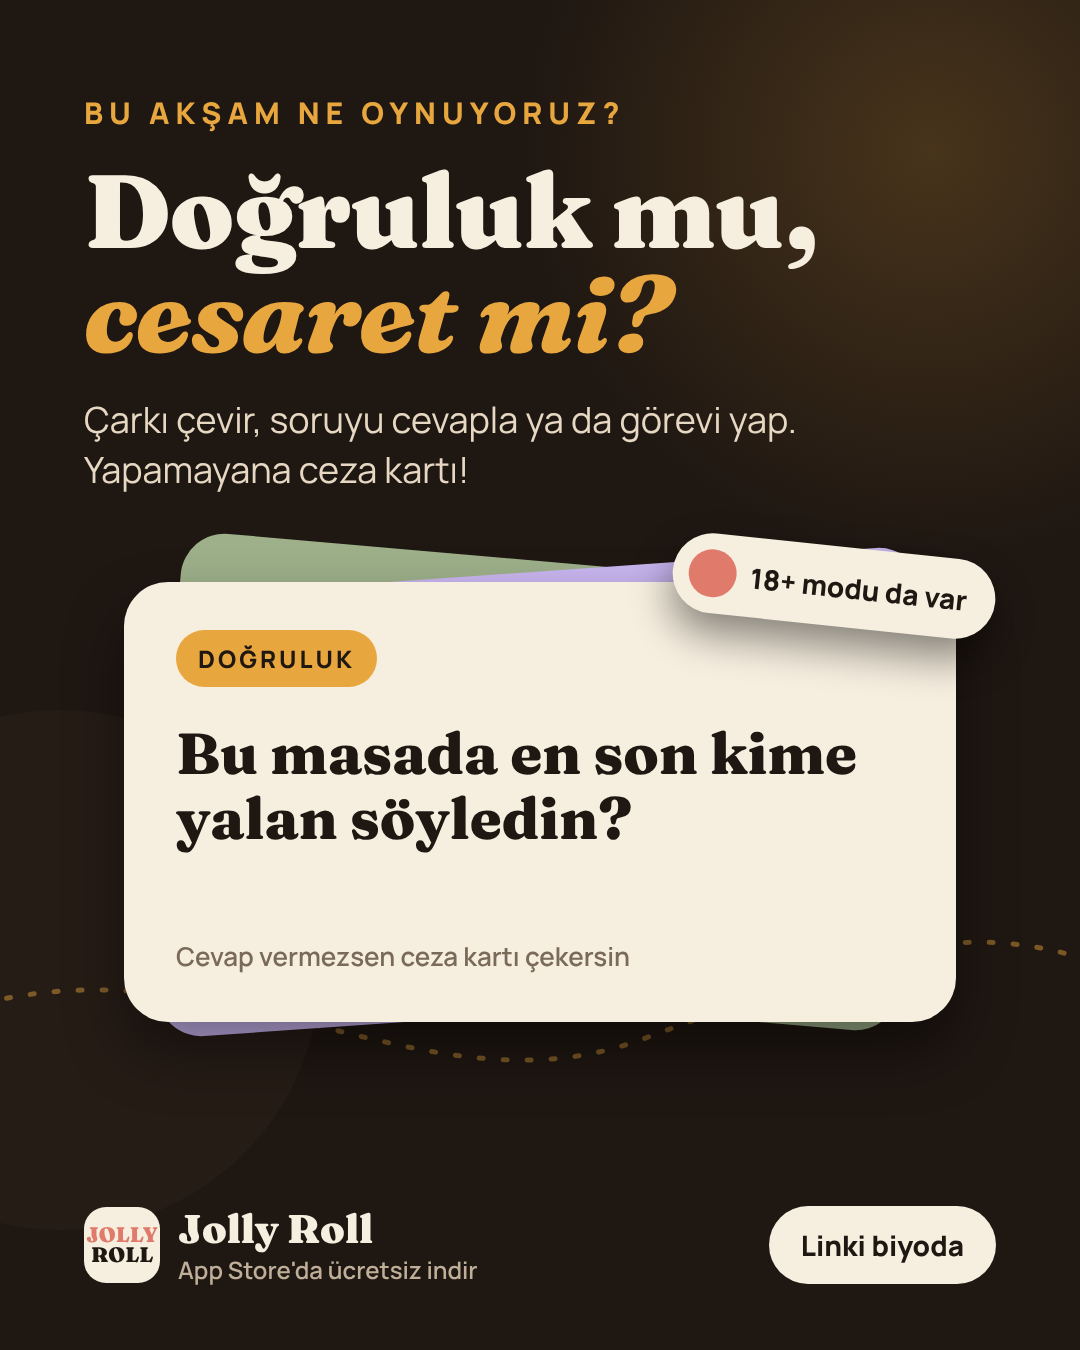 BU AKŞAM NE OYNUYORUZ?
Doğruluk mu,
cesaret mi?
Çarkı çevir, soruyu cevapla ya da görevi yap.
Yapamayana ceza kartı!
18+ modu da var
DOĞRULUK
Bu masada en son kime
yalan söyledin?
Cevap vermezsen ceza kartı çekersin
JOLLY
ROLL
Jolly Roll
App Store'da ücretsiz indir
Linki biyoda